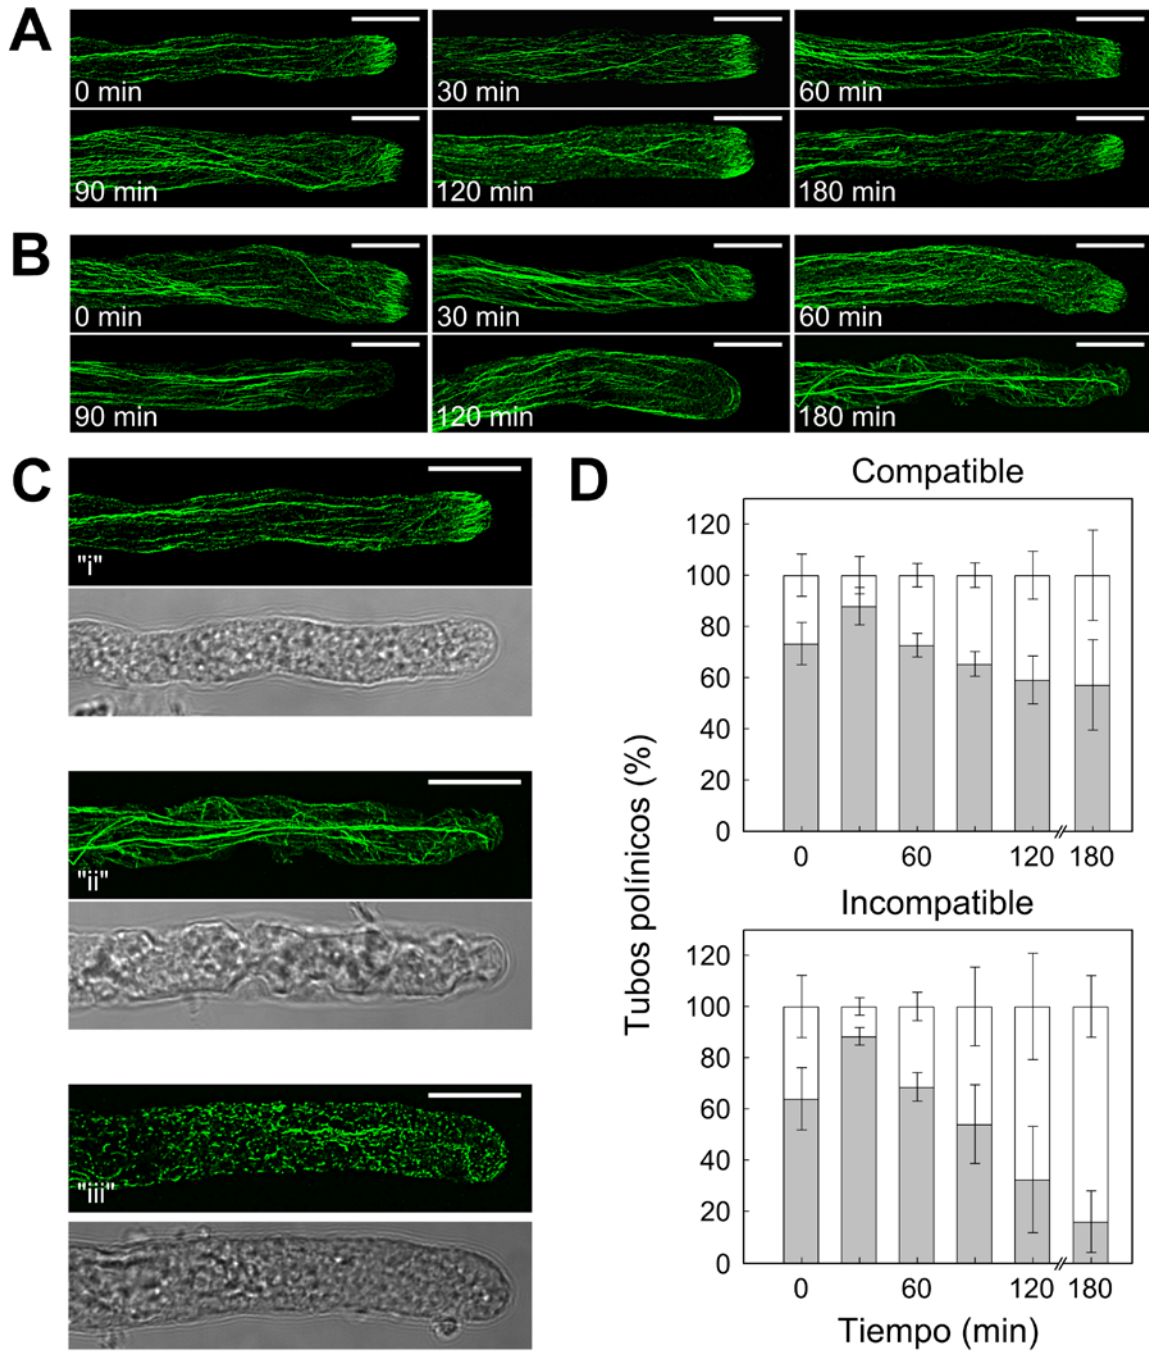 A
0 min
30 min
60 min
90 min
120 min
180 min
B
0 min
30 min
60 min
90 min
120 min
180 min
C
"i"
"ii"
"iii"
D
Compatible
120
100
80
60
40
20
0
0
60
120
180
Incompatible
120
100
80
60
40
20
0
0
60
120
180
Tubos polínicos (%)
Tiempo (min)